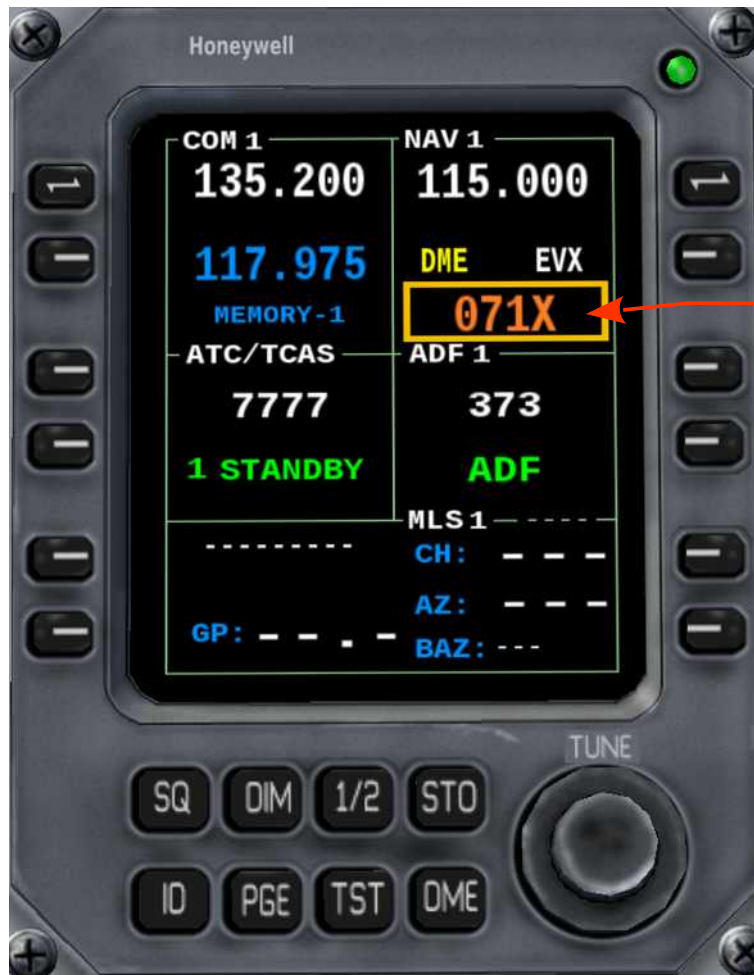 Honeywell
COM 1 NAV 1
135.200 115.000
117.975 DME EVX
MEMORY-1 071X
ATC/TCAS ADF 1
7777 373
1 STANDBY ADF
MLS 1 - - - - -
- - - - - - - - - CH: - - -
AZ: - - -
GP: - - . - BAZ: - - -
TUNE
SQ DIM 1/2 STO
ID PGE TST DME